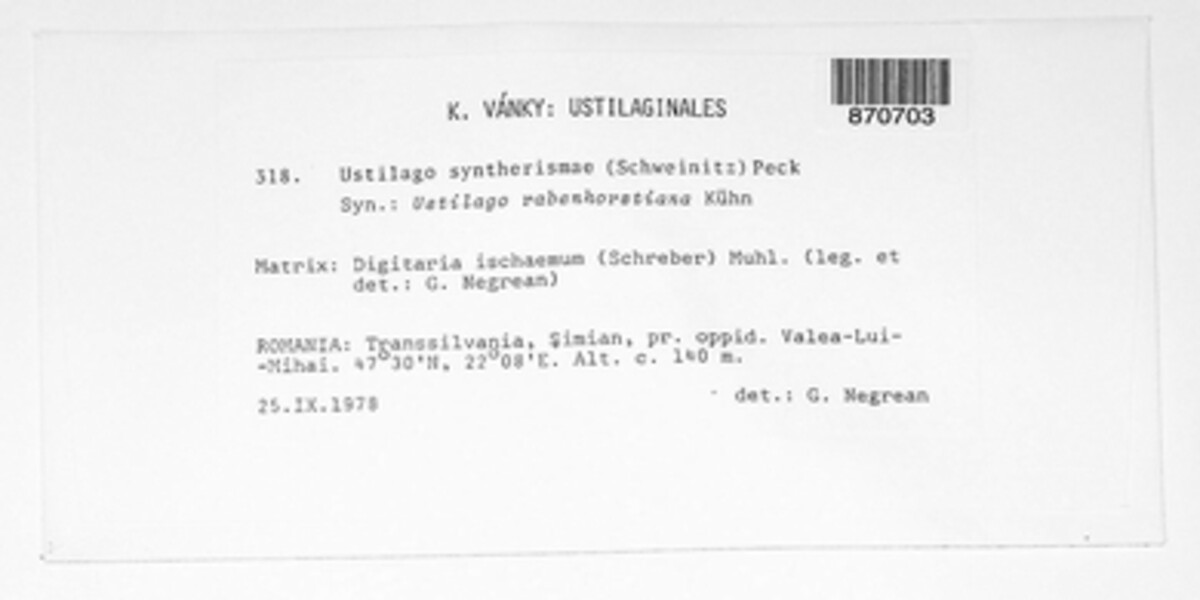 870703
K. VÁNKY: USTILAGINALES
318. Ustilago syntherismae (Schweinitz) Peck
Syn.: Ustilago rabenhorstiana Kühn
Matrix: Digitaria ischaemum (Schreber) Muhl. (leg. et
det.: G. Negrean)
ROMANIA: Transsilvania, Şimian, pr. oppid. Valea-Lui-
-Mihai. 47°30'N, 22°08'E. Alt. c. 140 m.
25.IX.1978
det.: G. Negrean